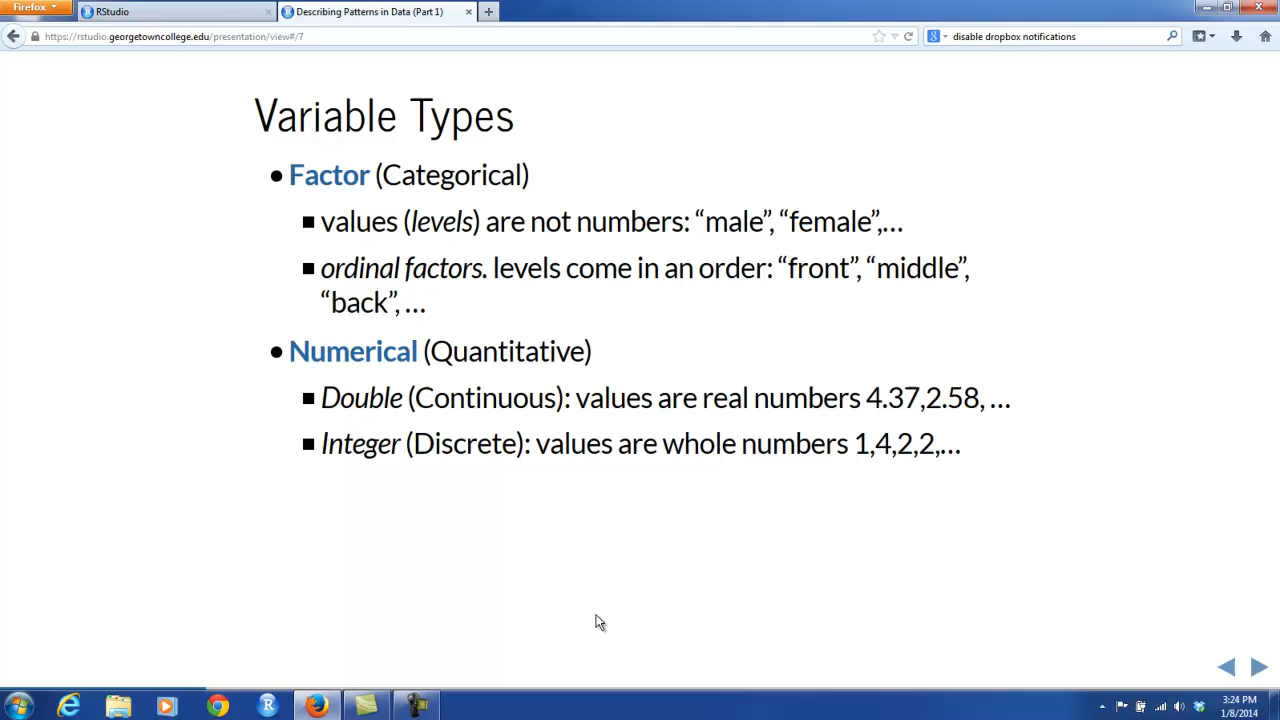 Firefox
RStudio
Describing Patterns in Data (Part 1)
https://rstudio.georgetowncollege.edu/presentation/view#/7
disable dropbox notifications
Variable Types
• Factor (Categorical)
▪ values (levels) are not numbers: “male”, “female”,…
▪ ordinal factors. levels come in an order: “front”, “middle”,
“back”, …
• Numerical (Quantitative)
▪ Double (Continuous): values are real numbers 4.37,2.58, …
▪ Integer (Discrete): values are whole numbers 1,4,2,2,…
3:24 PM
1/8/2014